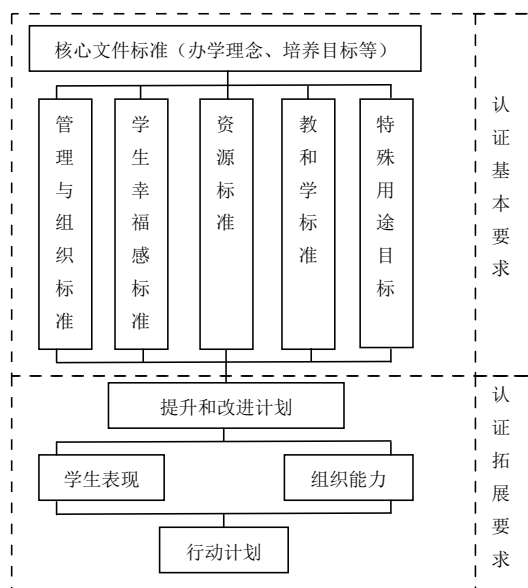 核心文件标准（办学理念、培养目标等）
管理与组织标准
学生幸福感标准
资源标准
教和学标准
特殊用途目标
认证基本要求
提升和改进计划
学生表现
组织能力
行动计划
认证拓展要求